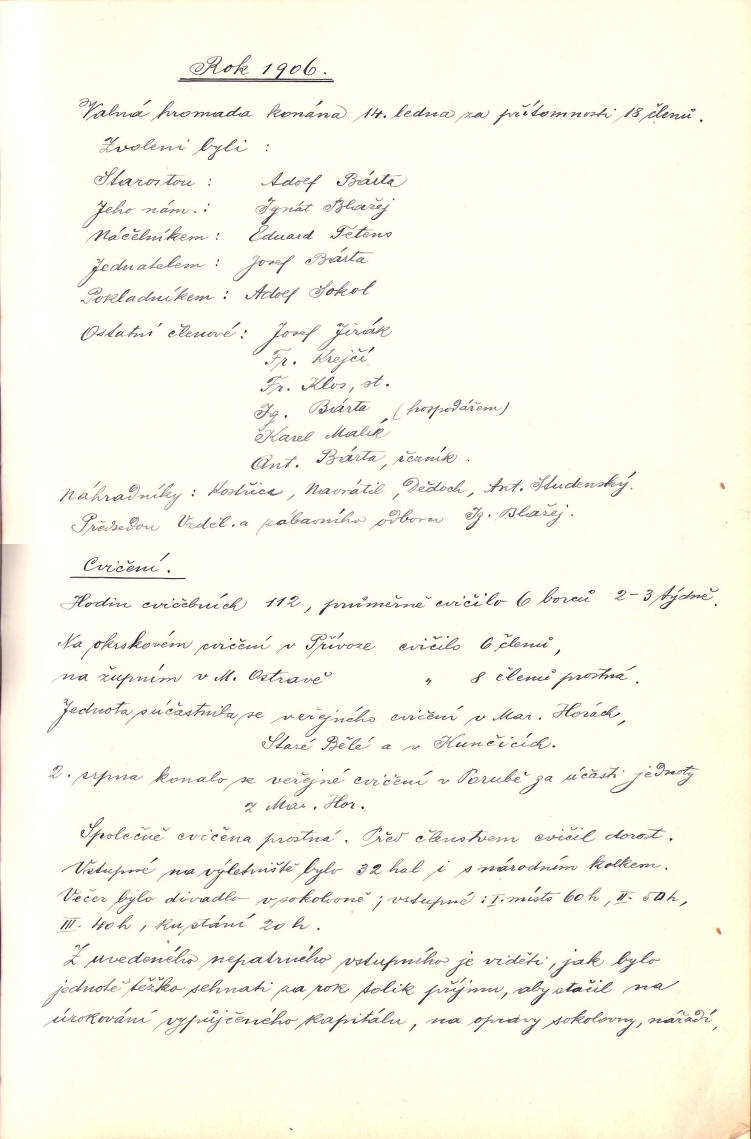 Rok 1906.
Valná hromada konána 14. ledna za přítomnosti 18 členů.
Zvoleni byli :
Starostou : Adolf Bárta
Jeho nám. : Ignát Blařej
Náčelníkem : Eduard Tetens
Jednatelem : Josef Bárta
Pokladníkem : Adolf Sokol
Ostatní členové : Josef Jirák
Fr. Krejčí
Fr. Klos, st.
Ig. Bárta (hospodářem)
Karel Malík
Ant. Bárta, řezník.
Náhradníky : Kostřica, Navrátil, Dědoch, Ant. Studenský.
Předsedou Vzděl. a zábavního odboru Ig. Blařej.
Cvičení.
Hodin cvičebních 112, průměrně cvičilo 6 borců 2-3 týdně.
Na okrskovém cvičení v Přívoze cvičilo 6 členů,
na župním v M. Ostravě " 8 členů prostná.
Jednota súčastnila se veřejného cvičení v Mar. Horách,
Staré Bělé a v Kunčicích.
2. srpna konalo se veřejné cvičení v Porubě za účasti jednoty
z Mar. Hor.
Společně cvičena prostná. Před členstvem cvičil dorost.
Vstupné na výletniště bylo 32 hal i s národním kolkem.
Večer bylo divadlo v sokolovně ; vstupné : I. místo 60 h, II. 50 h,
III. 40 h, ku stání 20 h.
Z uvedeného nepatrného vstupného je viděti, jak bylo
jednotě těžko sehnati za rok tolik příjmu, aby stačil na
úrokování vypůjčeného kapitálu, na opravy sokolovny, nářadí,